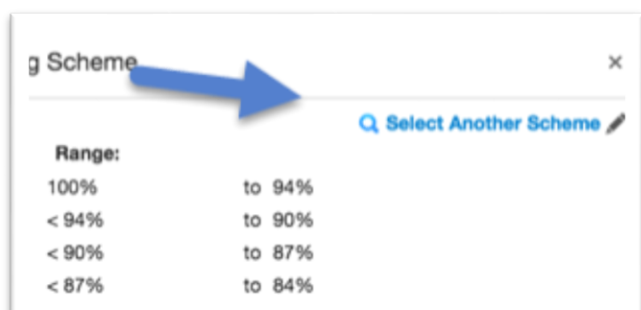 g Scheme ×
Select Another Scheme
Range:
100% to 94%
< 94% to 90%
< 90% to 87%
< 87% to 84%